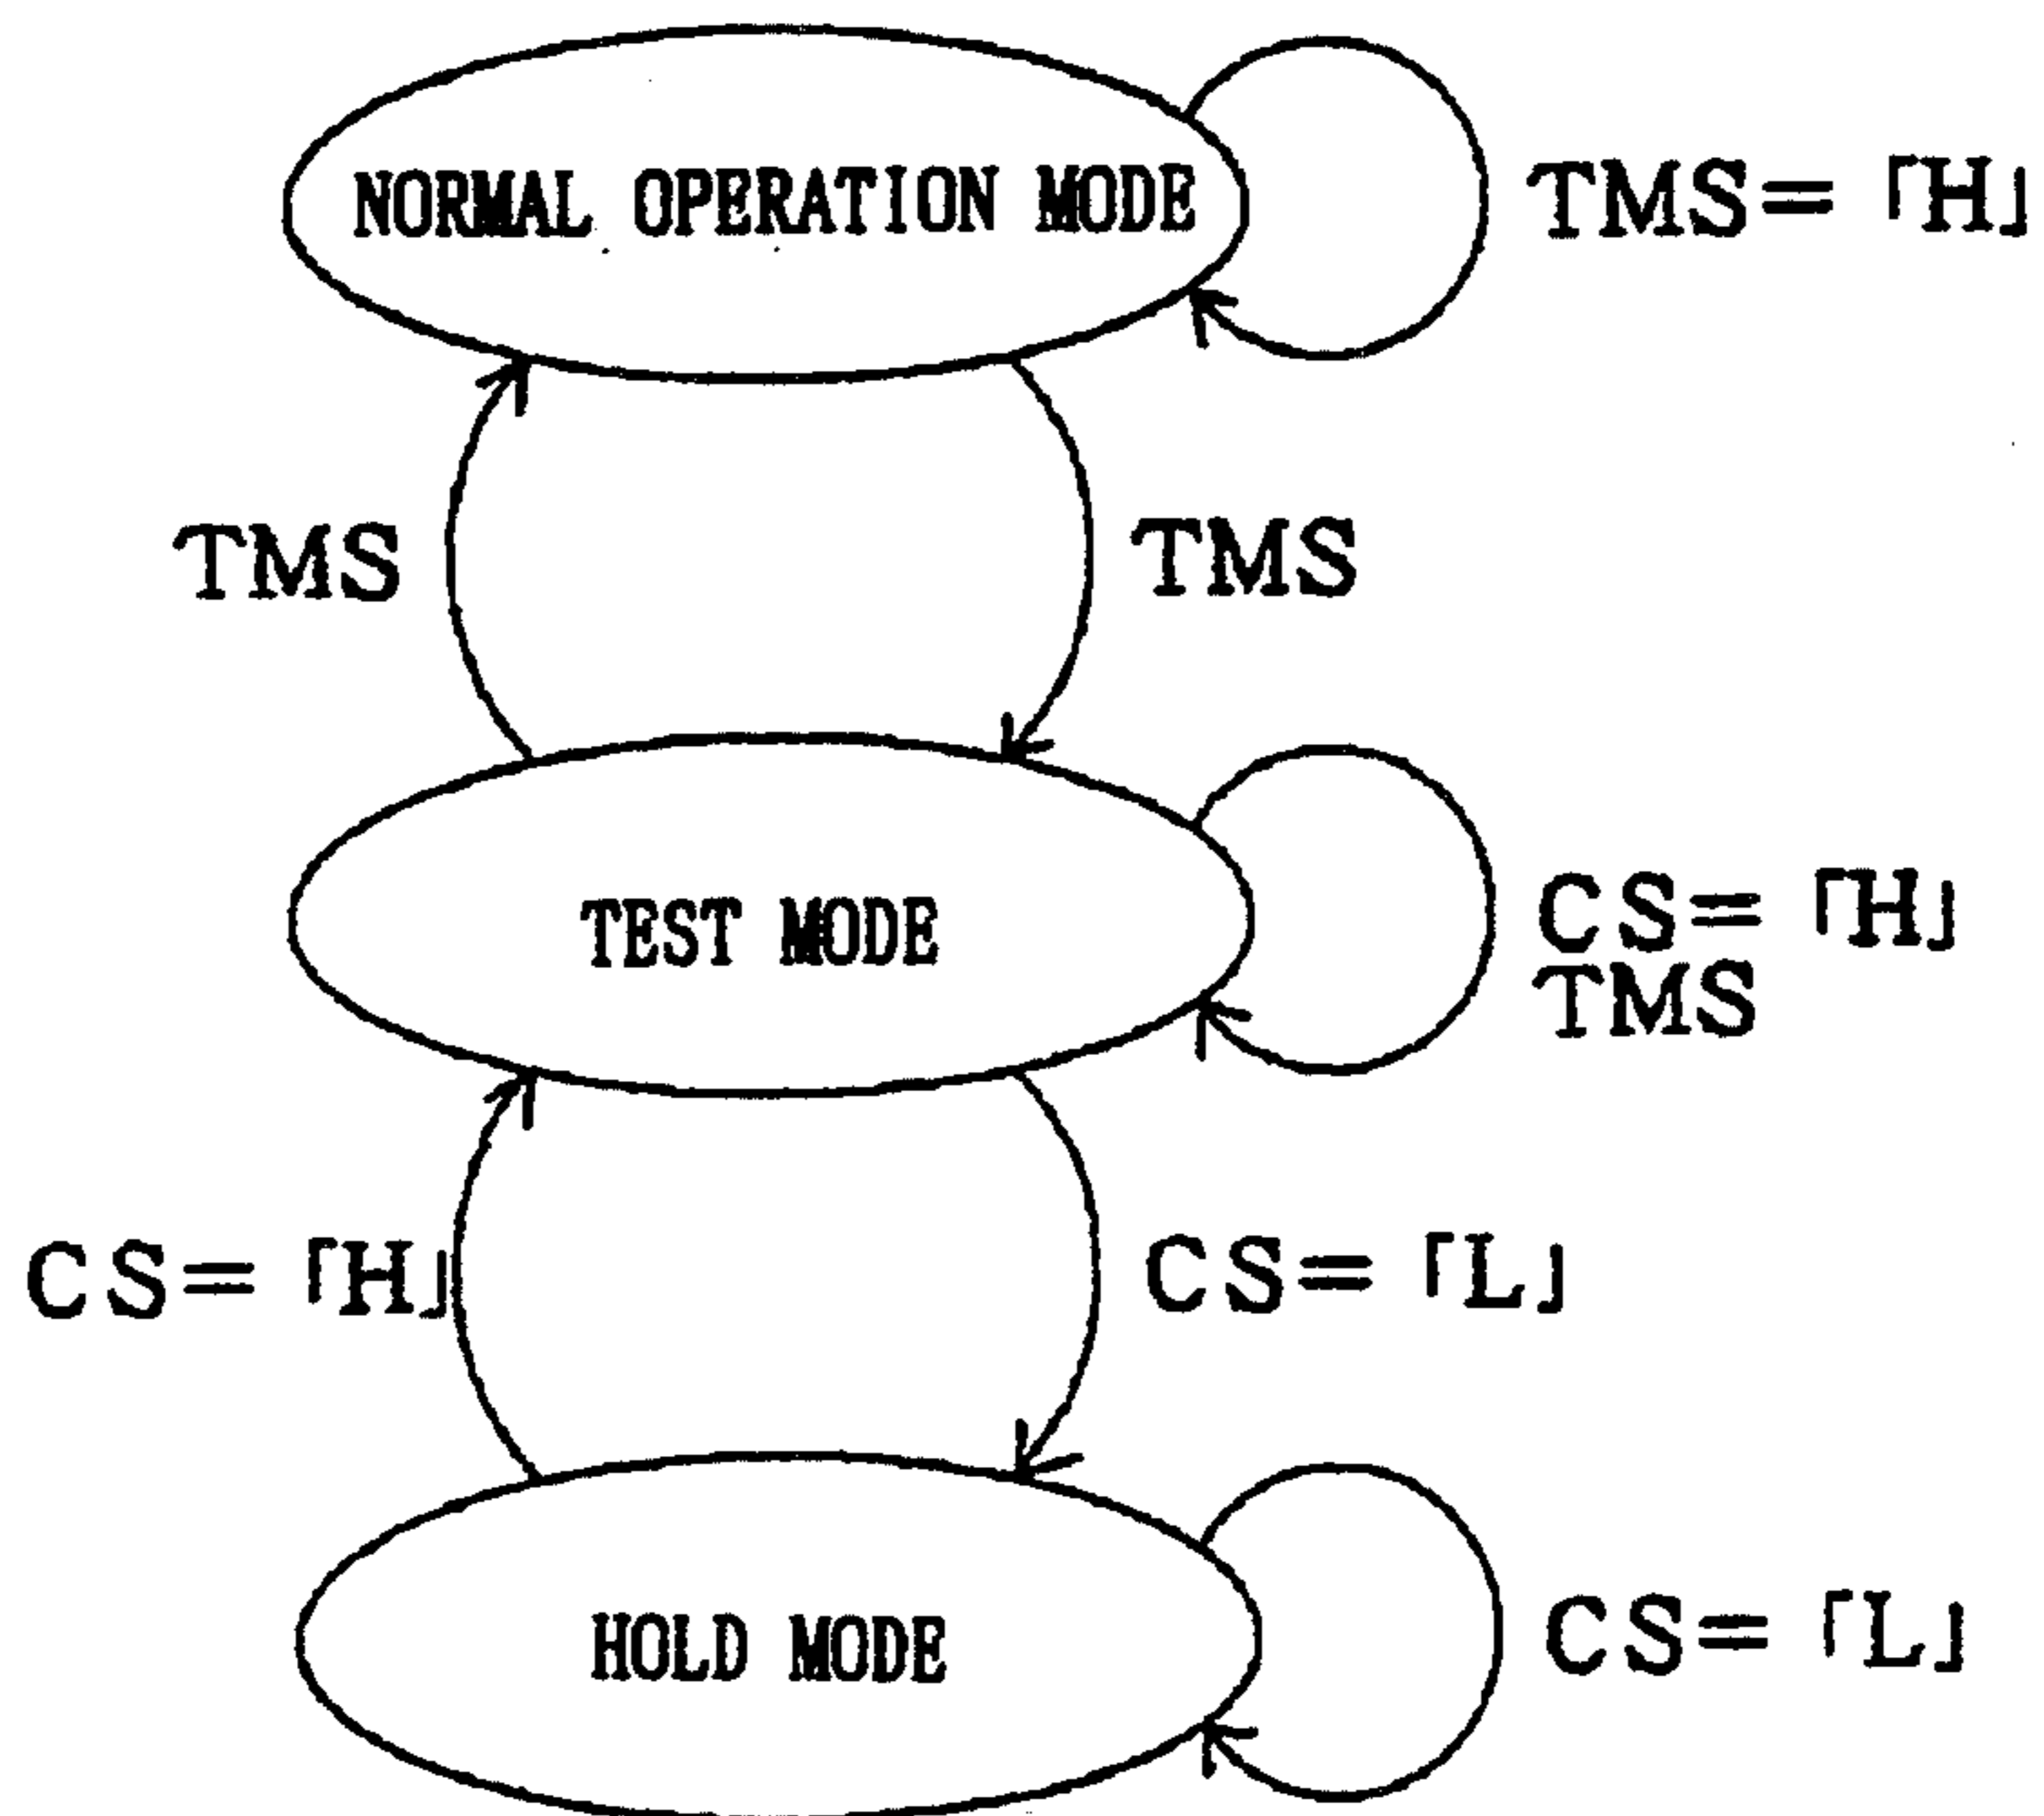 NORMAL OPERATION MODE
TMS= 「H」
TMS
TMS
TEST MODE
CS= 「H」
TMS
CS= 「H」
CS= 「L」
HOLD MODE
CS= 「L」